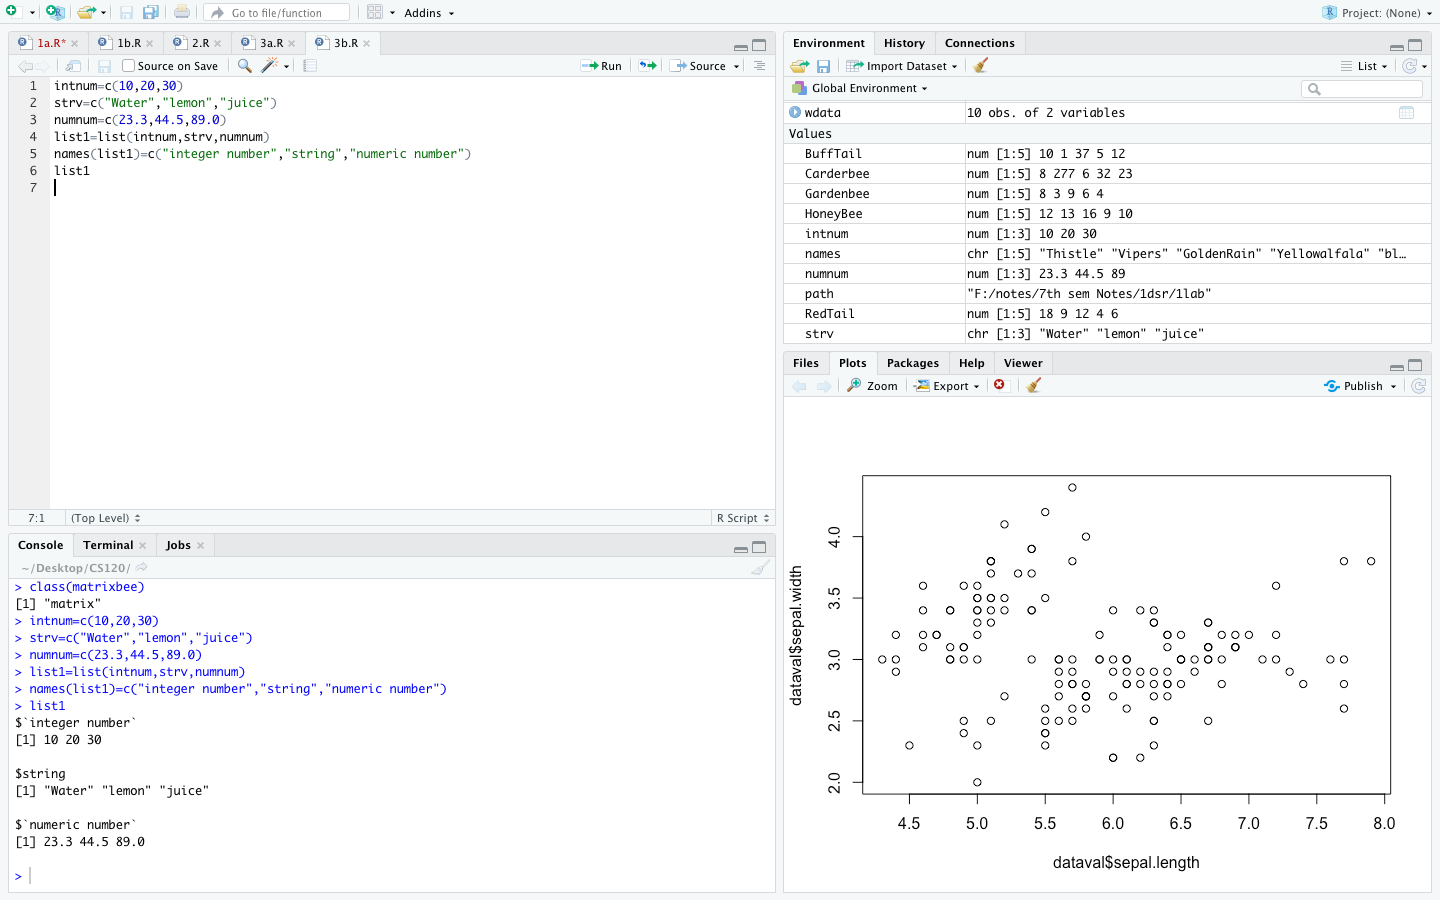 Go to file/function
Addins
Project: (None)
1a.R*
1b.R
2.R
3a.R
3b.R
Source on Save
Run
Source
1 intnum=c(10,20,30)
2 strv=c("Water","lemon","juice")
3 numnum=c(23.3,44.5,89.0)
4 list1=list(intnum,strv,numnum)
5 names(list1)=c("integer number","string","numeric number")
6 list1
7
7:1 (Top Level) R Script
Console Terminal Jobs
~/Desktop/CS120/
> class(matrixbee)
[1] "matrix"
> intnum=c(10,20,30)
> strv=c("Water","lemon","juice")
> numnum=c(23.3,44.5,89.0)
> list1=list(intnum,strv,numnum)
> names(list1)=c("integer number","string","numeric number")
> list1
$`integer number`
[1] 10 20 30
$string
[1] "Water" "lemon" "juice"
$`numeric number`
[1] 23.3 44.5 89.0
>
Environment History Connections
Import Dataset
List
Global Environment
wdata 10 obs. of 2 variables
Values
BuffTail num [1:5] 10 1 37 5 12
Carderbee num [1:5] 8 277 6 32 23
Gardenbee num [1:5] 8 3 9 6 4
HoneyBee num [1:5] 12 13 16 9 10
intnum num [1:3] 10 20 30
names chr [1:5] "Thistle" "Vipers" "GoldenRain" "Yellowalfala" "bl…
numnum num [1:3] 23.3 44.5 89
path "F:/notes/7th sem Notes/1dsr/1lab"
RedTail num [1:5] 18 9 12 4 6
strv chr [1:3] "Water" "lemon" "juice"
Files Plots Packages Help Viewer
Zoom Export Publish
dataval$sepal.width
4.0
3.5
3.0
2.5
2.0
4.5 5.0 5.5 6.0 6.5 7.0 7.5 8.0
dataval$sepal.length